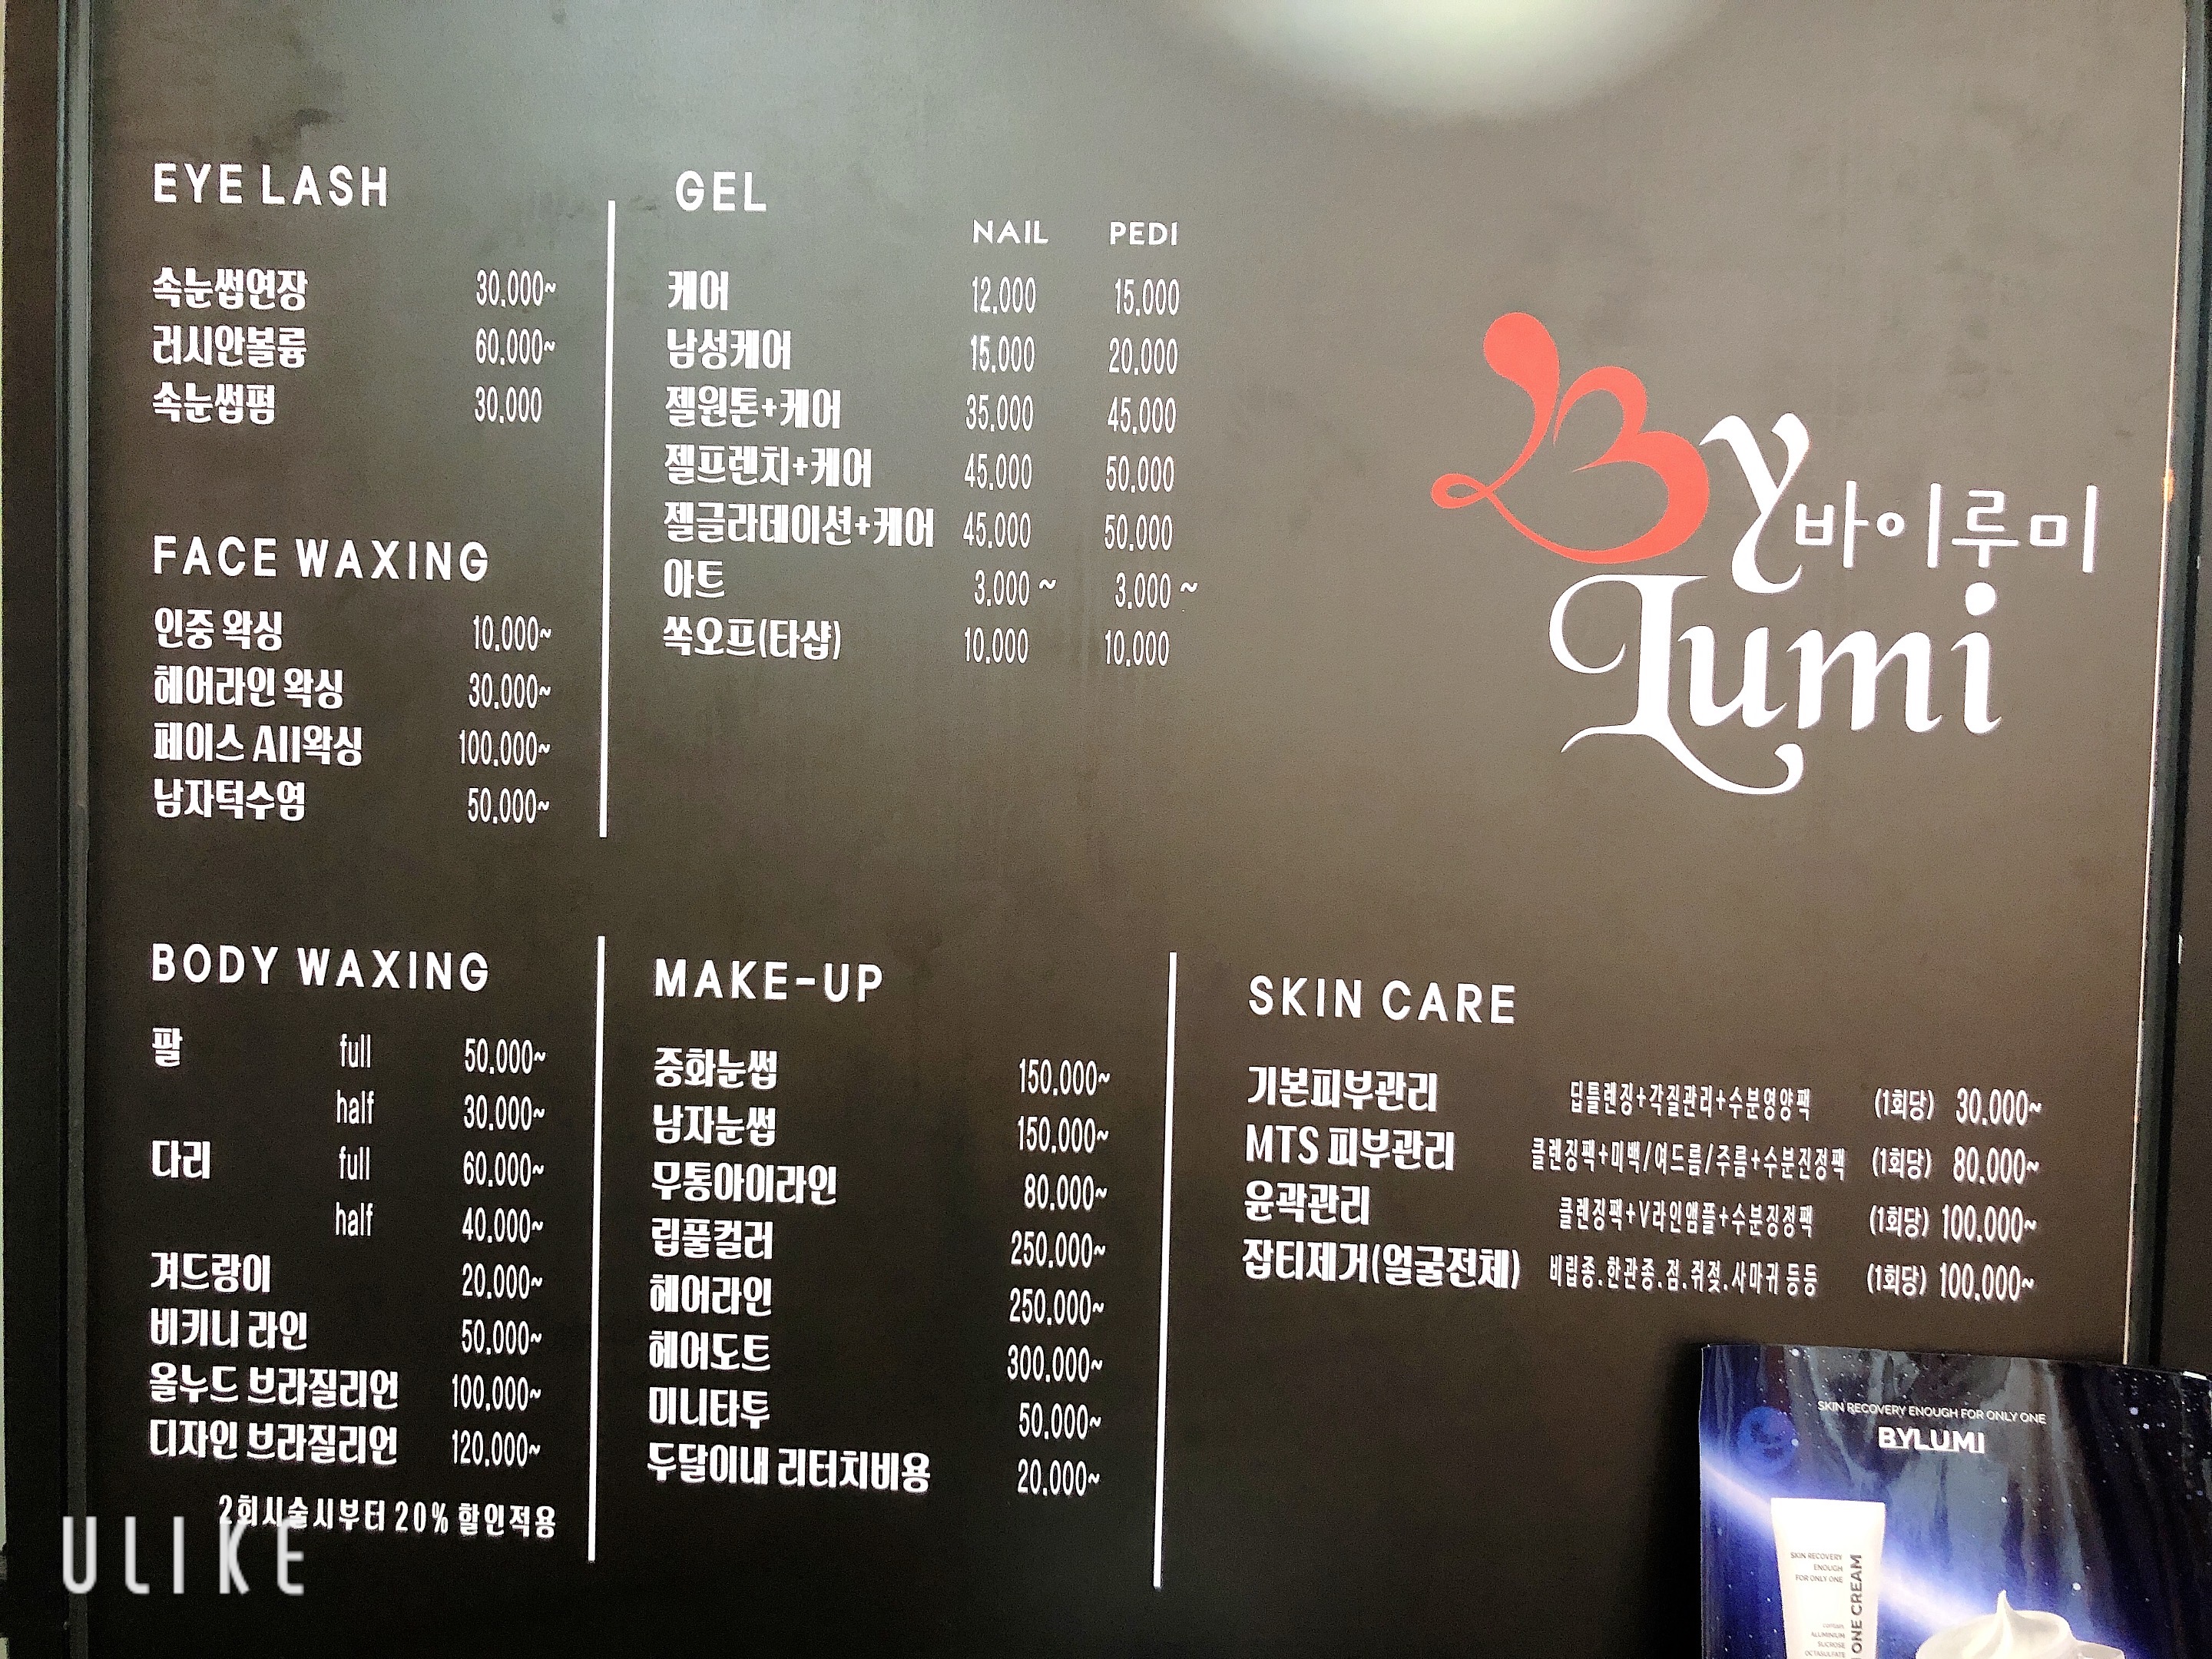 EYE LASH
속눈썹연장 30.000~
러시안볼륨 60.000~
속눈썹펌 30.000
FACE WAXING
인중 왁싱 10.000~
헤어라인 왁싱 30.000~
페이스 All왁싱 100.000~
남자턱수염 50.000~
GEL
NAIL PEDI
케어 12.000 15.000
남성케어 15.000 20.000
젤원톤+케어 35.000 45.000
젤프렌치+케어 45.000 50.000
젤글라데이션+케어 45.000 50.000
아트 3.000 ~ 3.000 ~
쏙오프(타샵) 10.000 10.000
By 바이루미
Lumi
BODY WAXING
팔 full 50.000~
half 30.000~
다리 full 60.000~
half 40.000~
겨드랑이 20.000~
비키니 라인 50.000~
올누드 브라질리언 100.000~
디자인 브라질리언 120.000~
2회시술시부터 20% 할인적용
MAKE-UP
중화눈썹 150.000~
남자눈썹 150.000~
무통아이라인 80.000~
립풀컬러 250.000~
헤어라인 250.000~
헤어도트 300.000~
미니타투 50.000~
두달이내 리터치비용 20.000~
SKIN CARE
기본피부관리 딥틀렌징+각질관리+수분영양팩 (1회당) 30.000~
MTS 피부관리 클렌징팩+미백/여드름/주름+수분진정팩 (1회당) 80.000~
윤곽관리 클렌징팩+V라인앰플+수분징정팩 (1회당) 100.000~
잡티제거(얼굴전체) 비립종.한관종.점.쥐젖.사마귀 등등 (1회당) 100.000~
SKIN RECOVERY ENOUGH FOR ONLY ONE
BYLUMI
SKIN RECOVERY
ENOUGH
FOR ONLY ONE
ONE CREAM
ALUMINIUM
SUCROSE
OCTASULFATE
ULIKE